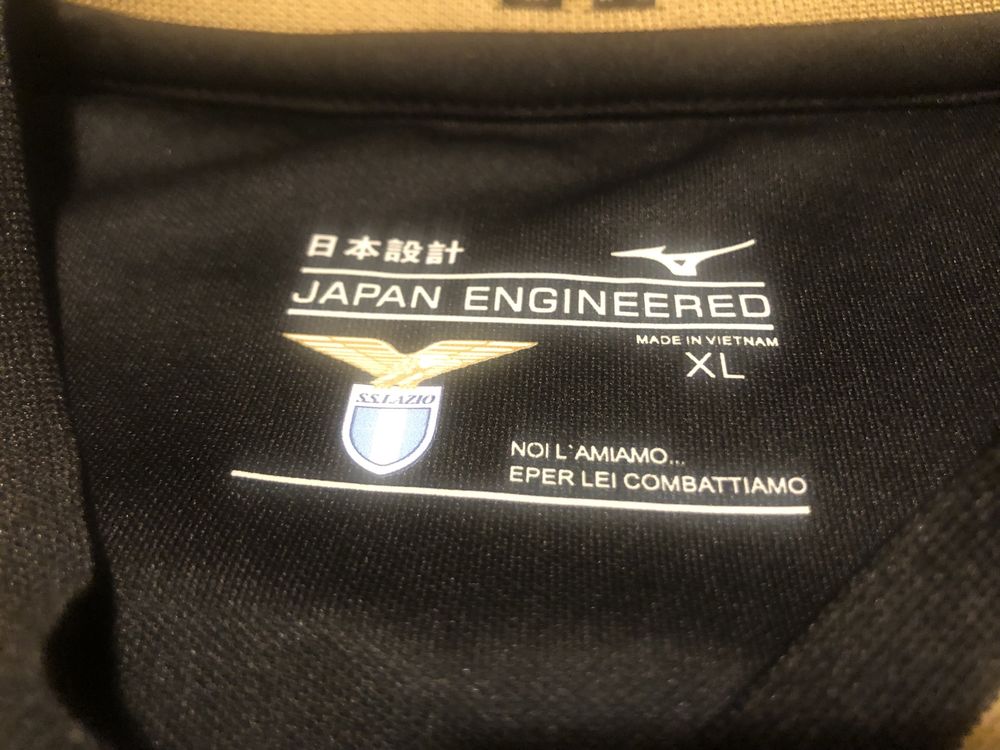 日本設計
JAPAN ENGINEERED
MADE IN VIETNAM
XL
S.S.LAZIO
NOI L`AMIAMO...
EPER LEI COMBATTIAMO